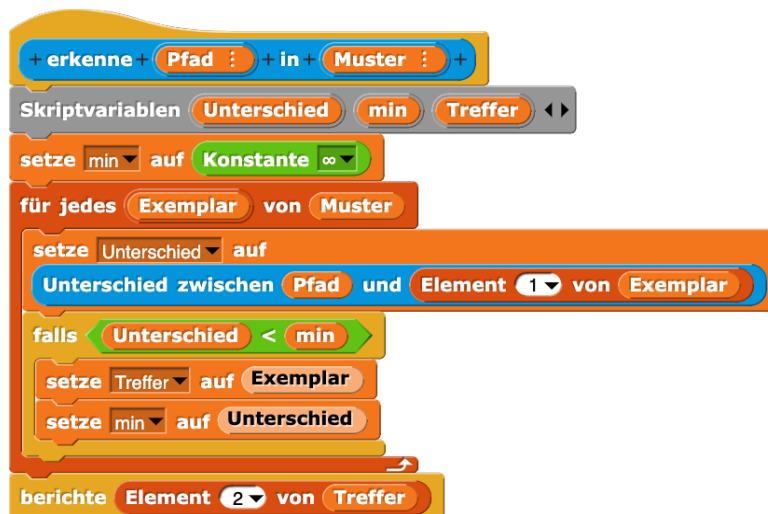 + erkenne + Pfad ⋮ + in + Muster ⋮ +
Skriptvariablen Unterschied min Treffer
setze min auf Konstante ∞
für jedes Exemplar von Muster
setze Unterschied auf
Unterschied zwischen Pfad und Element 1 von Exemplar
falls Unterschied < min
setze Treffer auf Exemplar
setze min auf Unterschied
berichte Element 2 von Treffer